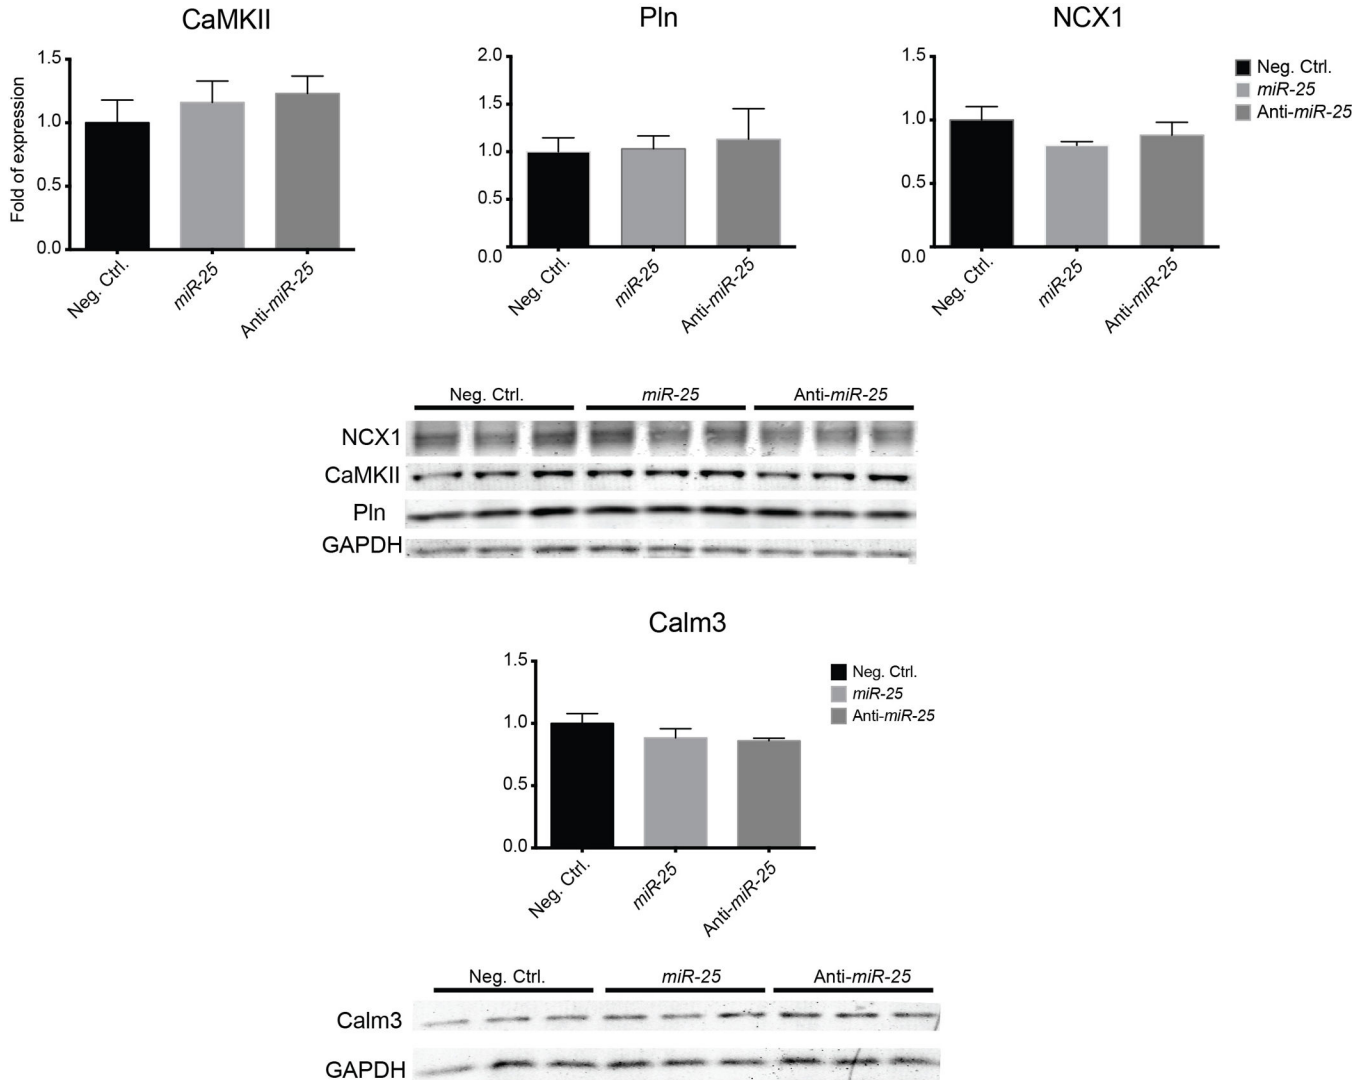 CaMKII
Pln
NCX1
Fold of expression
1.5
1.0
0.5
0.0
Neg. Ctrl.
miR-25
Anti-miR-25
2.0
1.5
1.0
0.5
0.0
Neg. Ctrl.
miR-25
Anti-miR-25
1.5
1.0
0.5
0.0
Neg. Ctrl.
miR-25
Anti-miR-25
Neg. Ctrl.
miR-25
Anti-miR-25
Neg. Ctrl.
miR-25
Anti-miR-25
NCX1
CaMKII
Pln
GAPDH
Calm3
1.5
1.0
0.5
0.0
Neg. Ctrl.
miR-25
Anti-miR-25
Neg. Ctrl.
miR-25
Anti-miR-25
Neg. Ctrl.
miR-25
Anti-miR-25
Calm3
GAPDH